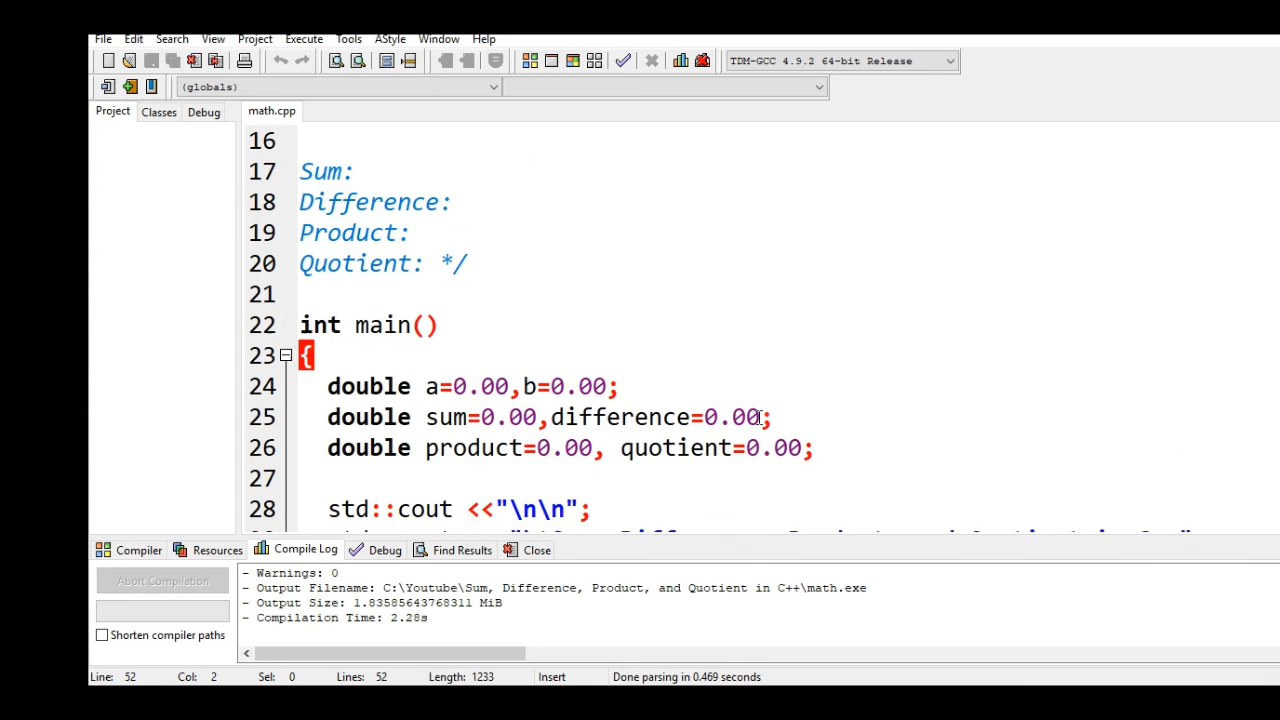 File Edit Search View Project Execute Tools AStyle Window Help
TDM-GCC 4.9.2 64-bit Release
(globals)
Project Classes Debug math.cpp
16
17 Sum:
18 Difference:
19 Product:
20 Quotient: */
21
22 int main()
23 {
24 double a=0.00,b=0.00;
25 double sum=0.00,difference=0.00;
26 double product=0.00, quotient=0.00;
27
28 std::cout <<"\n\n";
Compiler Resources Compile Log Debug Find Results Close
Abort Compilation
Shorten compiler paths
- Warnings: 0
- Output Filename: C:\Youtube\Sum, Difference, Product, and Quotient in C++\math.exe
- Output Size: 1.83585643768311 MiB
- Compilation Time: 2.28s
Line: 52 Col: 2 Sel: 0 Lines: 52 Length: 1233 Insert Done parsing in 0.469 seconds